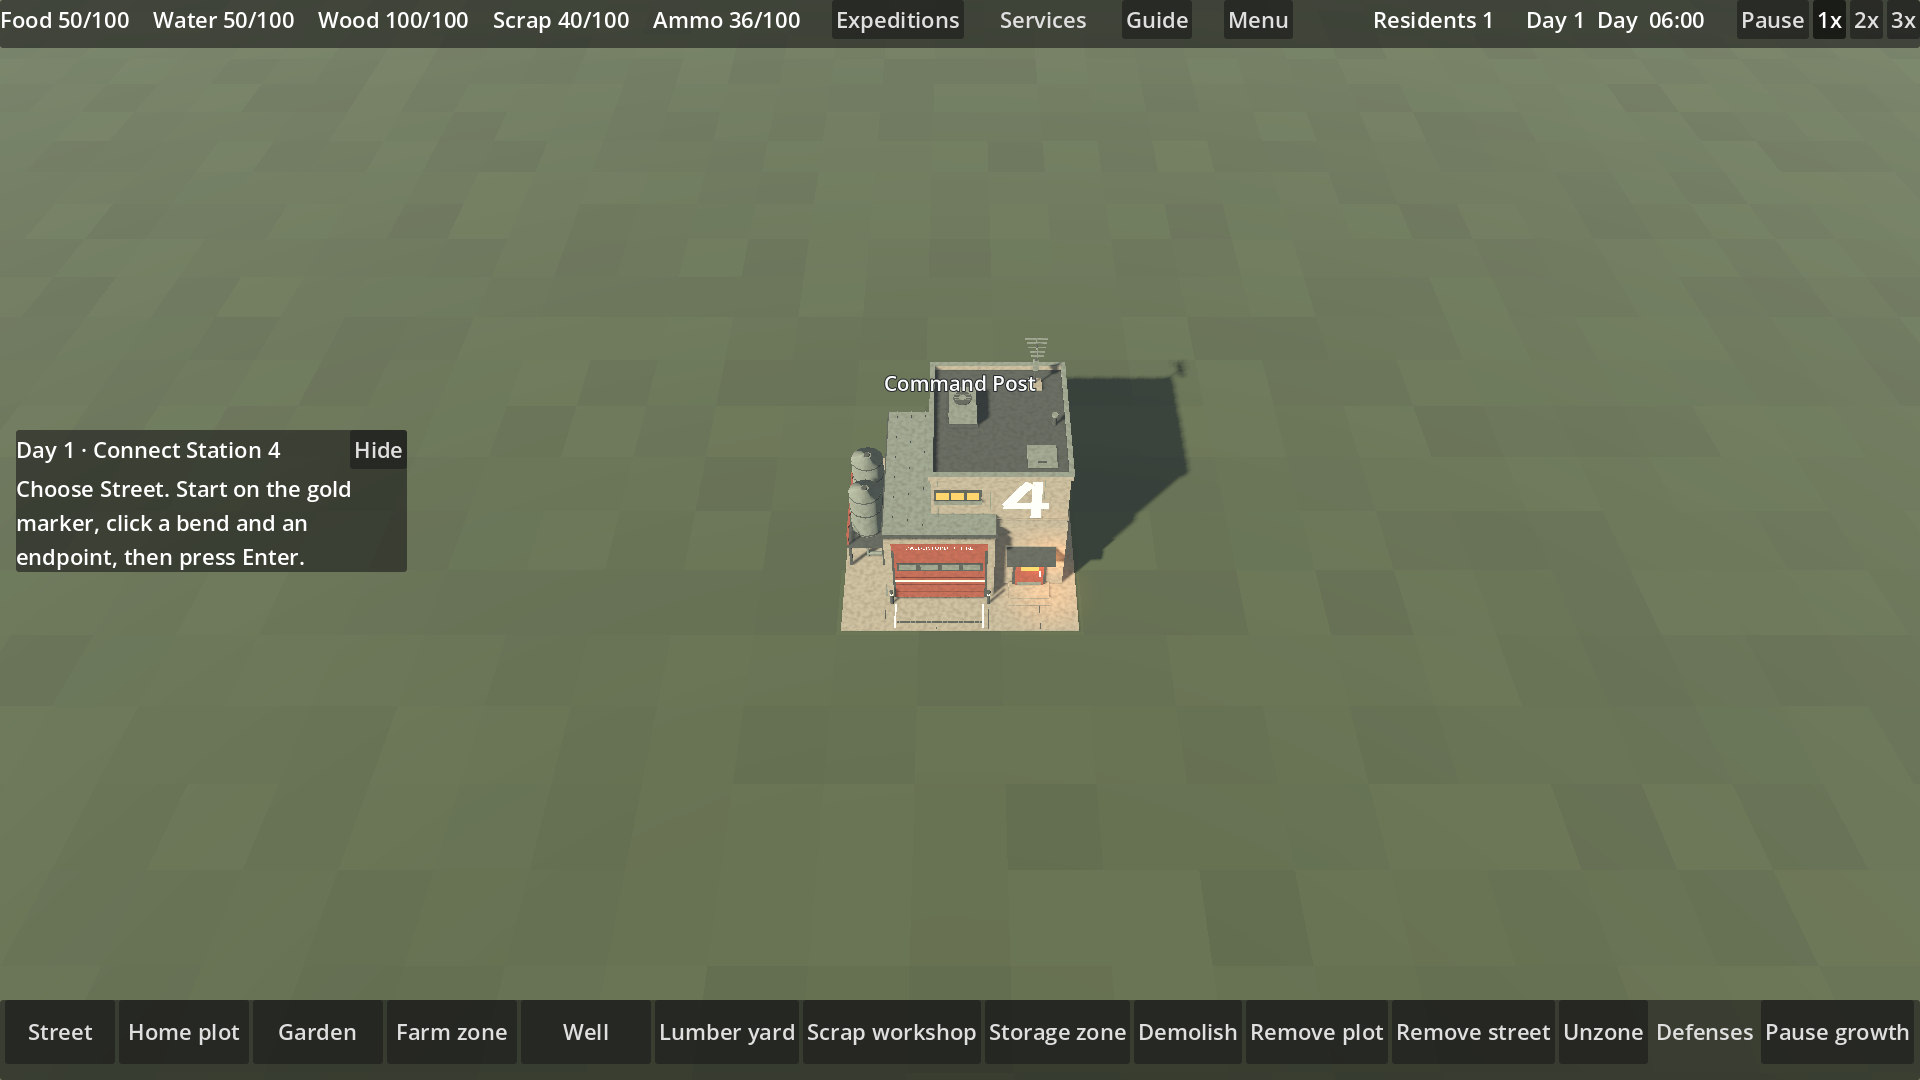 Food 50/100 Water 50/100 Wood 100/100 Scrap 40/100 Ammo 36/100 Expeditions Services Guide Menu Residents 1 Day 1 Day 06:00 Pause 1x 2x 3x
Command Post
Day 1 · Connect Station 4 Hide
Choose Street. Start on the gold
marker, click a bend and an
endpoint, then press Enter.
4
Street Home plot Garden Farm zone Well Lumber yard Scrap workshop Storage zone Demolish Remove plot Remove street Unzone Defenses Pause growth